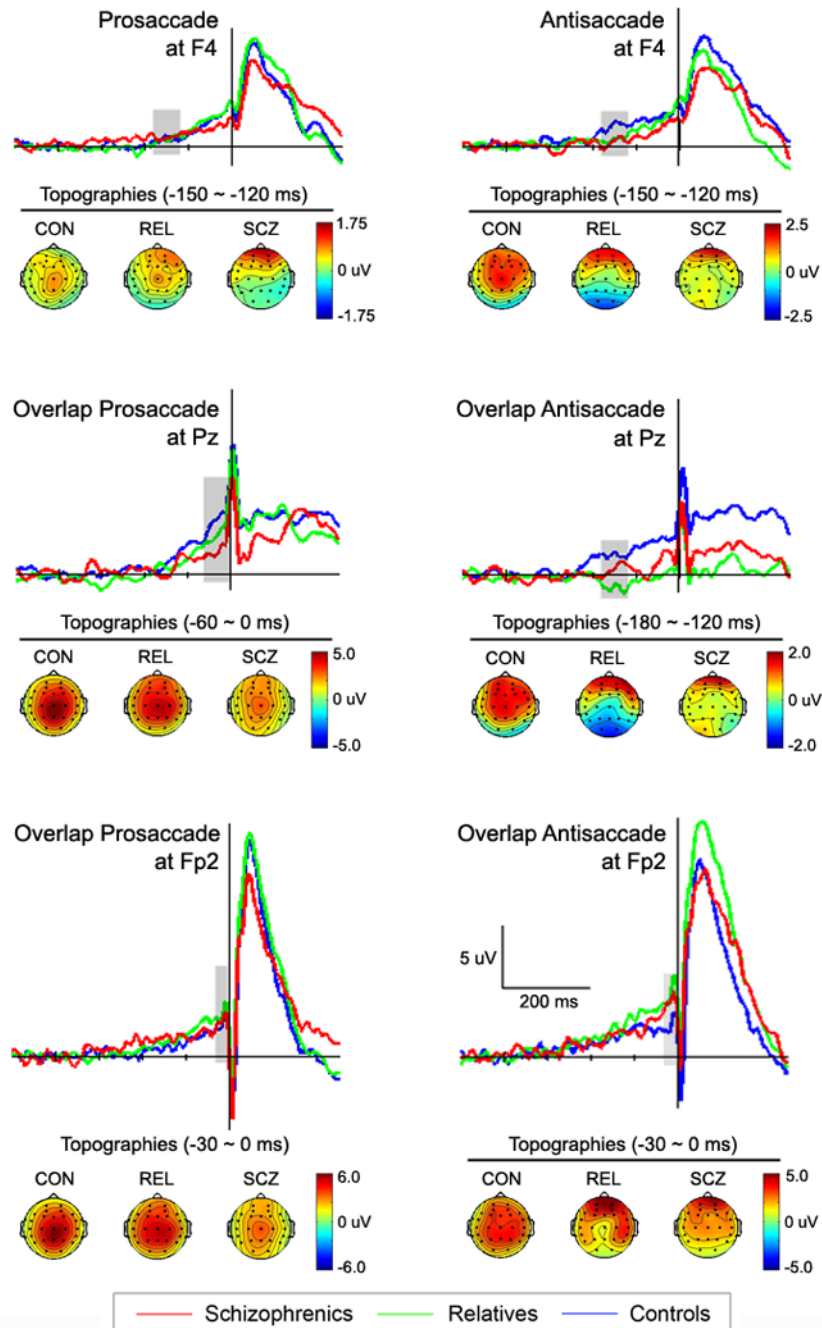 Prosaccade
at F4
Topographies (-150 ~ -120 ms)
CON REL SCZ
1.75
0 uV
-1.75
Antisaccade
at F4
Topographies (-150 ~ -120 ms)
CON REL SCZ
2.5
0 uV
-2.5
Overlap Prosaccade
at Pz
Topographies (-60 ~ 0 ms)
CON REL SCZ
5.0
0 uV
-5.0
Overlap Antisaccade
at Pz
Topographies (-180 ~ -120 ms)
CON REL SCZ
2.0
0 uV
-2.0
Overlap Prosaccade
at Fp2
Topographies (-30 ~ 0 ms)
CON REL SCZ
6.0
0 uV
-6.0
Overlap Antisaccade
at Fp2
5 uV
200 ms
Topographies (-30 ~ 0 ms)
CON REL SCZ
5.0
0 uV
-5.0
Schizophrenics Relatives Controls